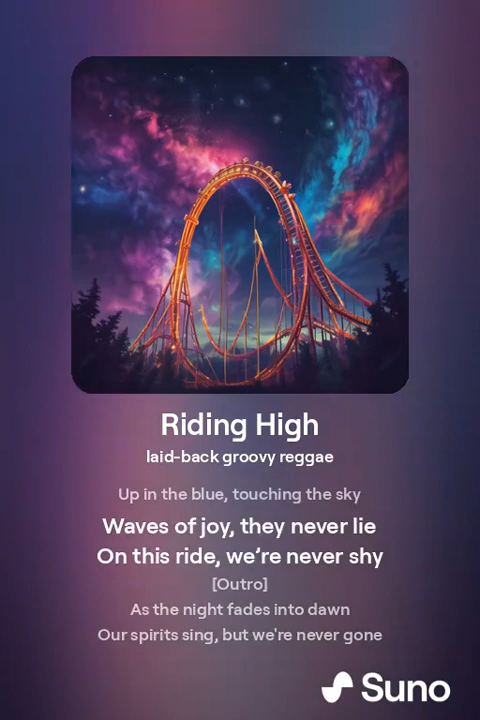 Riding High
laid-back groovy reggae
Up in the blue, touching the sky
Waves of joy, they never lie
On this ride, we’re never shy
[Outro]
As the night fades into dawn
Our spirits sing, but we're never gone
Suno